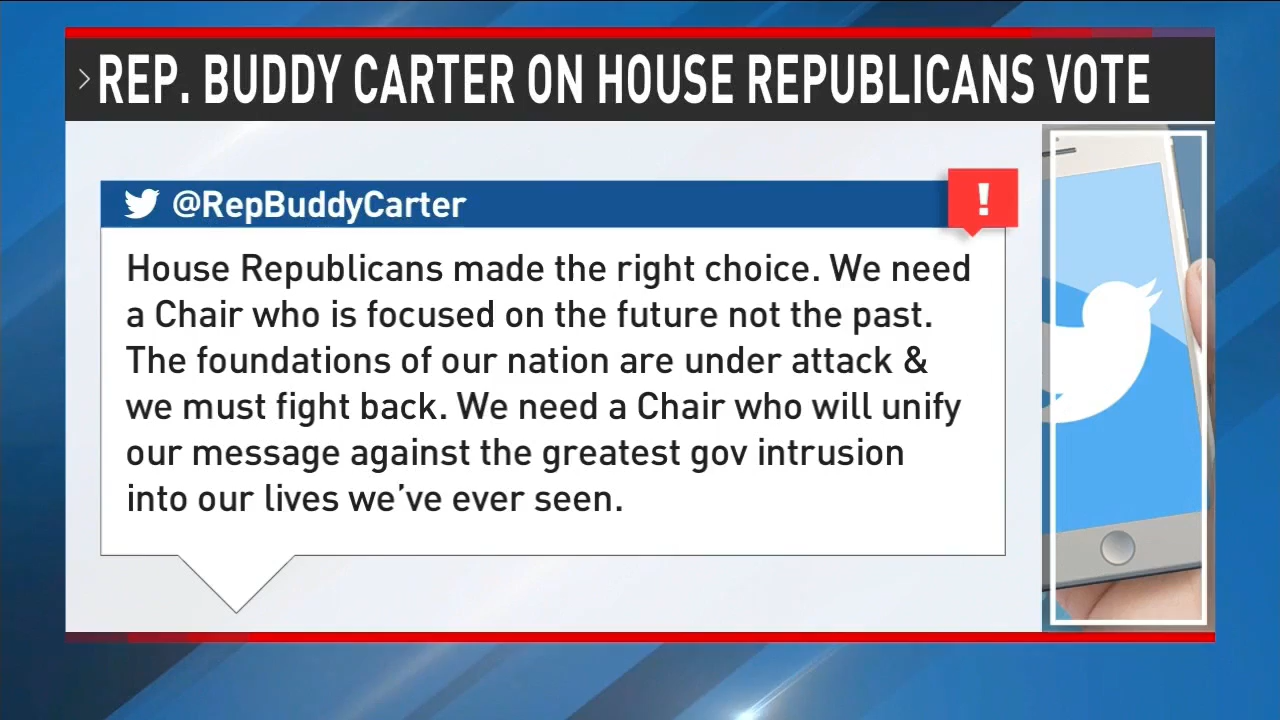 REP. BUDDY CARTER ON HOUSE REPUBLICANS VOTE
@RepBuddyCarter
!
House Republicans made the right choice. We need
a Chair who is focused on the future not the past.
The foundations of our nation are under attack &
we must fight back. We need a Chair who will unify
our message against the greatest gov intrusion
into our lives we’ve ever seen.